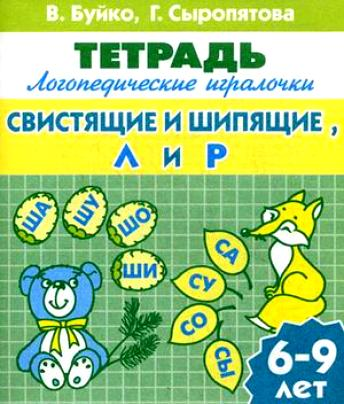 В. Буйко, Г. Сыропятова
ТЕТРАДЬ
Логопедические игралочки
СВИСТЯЩИЕ И ШИПЯЩИЕ,
Л и Р
ША
ШУ
ШО
ШИ
СА
СУ
СО
СЫ
6-9
лет